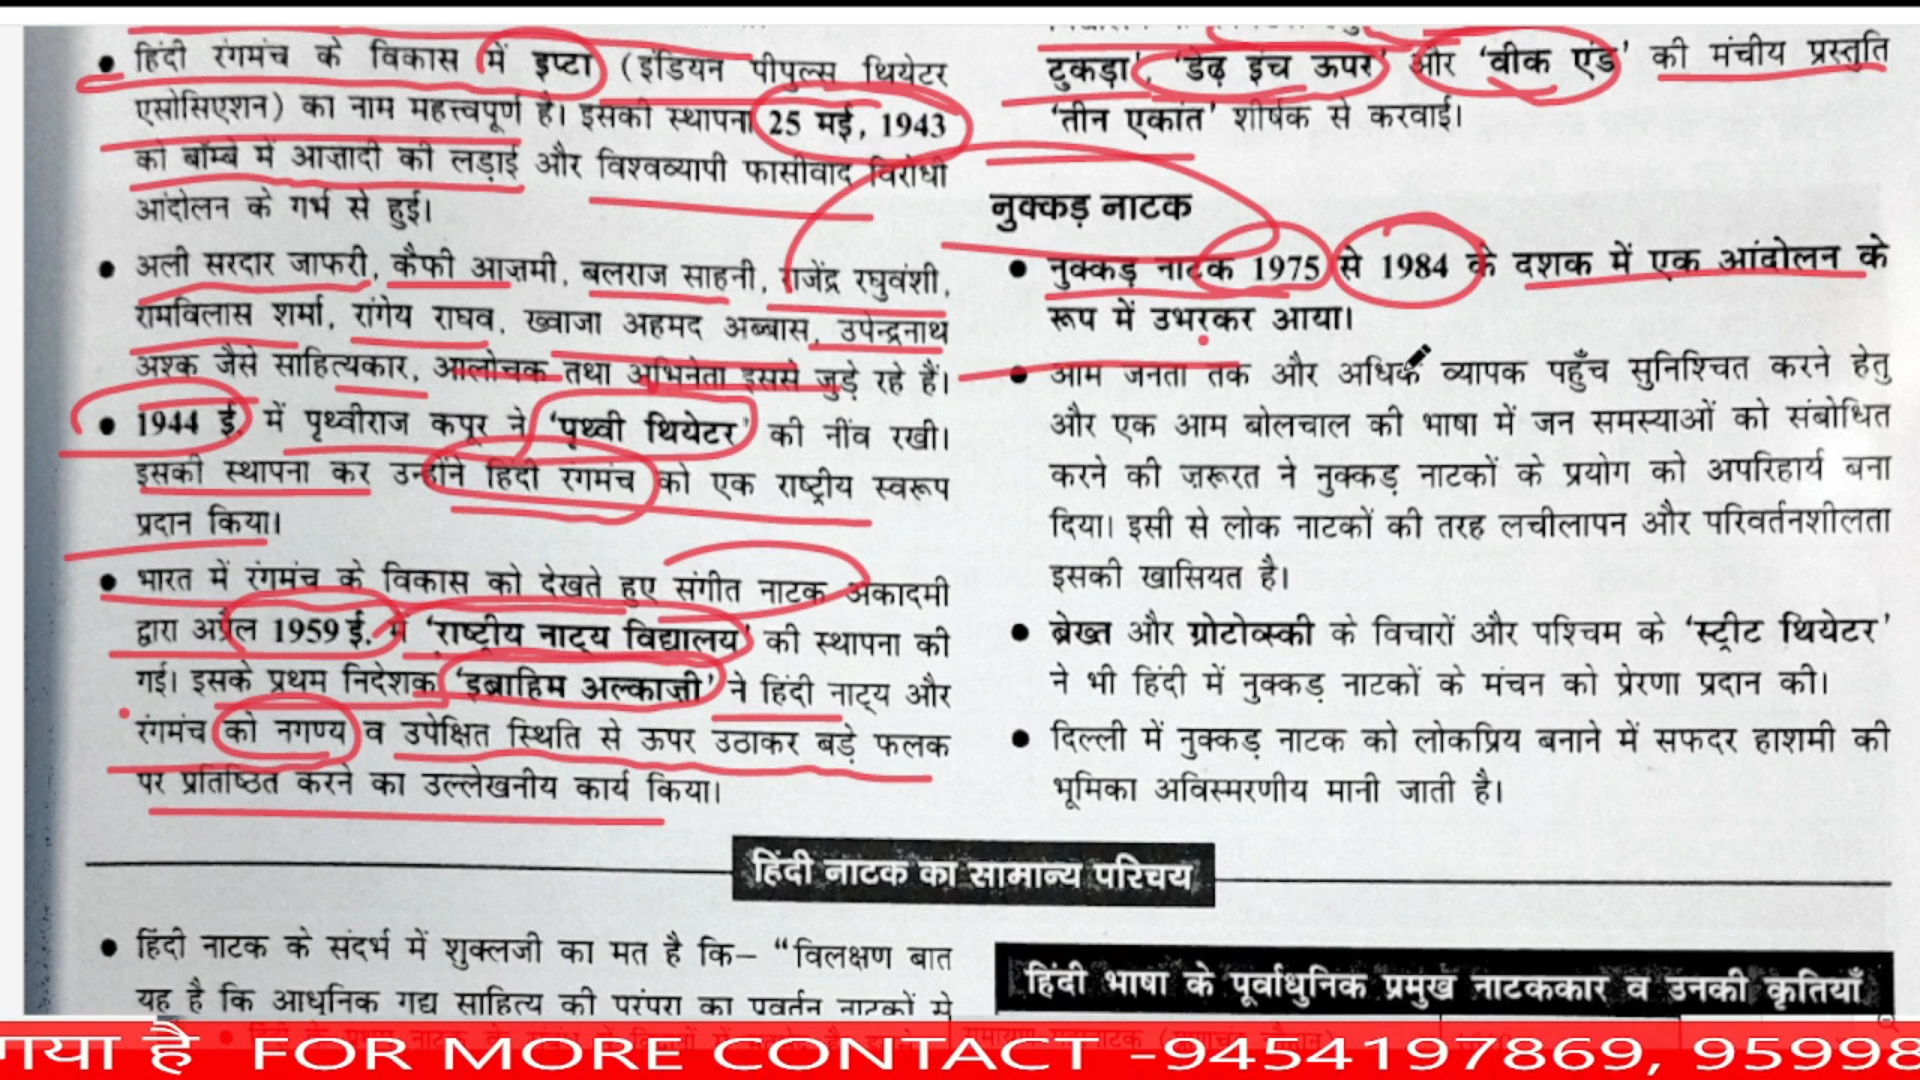 हिंदी रंगमंच के विकास में इप्टा (इंडियन पीपुल्स थियेटर
एसोसिएशन) का नाम महत्त्वपूर्ण है। इसकी स्थापना 25 मई, 1943
को बॉम्बे में आज़ादी की लड़ाई और विश्वव्यापी फासीवाद विरोधी
आंदोलन के गर्भ से हुई।
अली सरदार जाफरी, कैफी आज़मी, बलराज साहनी, राजेंद्र रघुवंशी,
रामविलास शर्मा, रांगेय राघव, ख्वाजा अहमद अब्बास, उपेन्द्रनाथ
अश्क जैसे साहित्यकार, आलोचक तथा अभिनेता इससे जुड़े रहे हैं।
1944 ई. में पृथ्वीराज कपूर ने 'पृथ्वी थियेटर' की नींव रखी।
इसकी स्थापना कर उन्होंने हिंदी रंगमंच को एक राष्ट्रीय स्वरूप
प्रदान किया।
भारत में रंगमंच के विकास को देखते हुए संगीत नाटक अकादमी
द्वारा अप्रैल 1959 ई. में 'राष्ट्रीय नाट्य विद्यालय' की स्थापना की
गई। इसके प्रथम निदेशक 'इब्राहिम अल्काजी' ने हिंदी नाट्य और
रंगमंच को नगण्य व उपेक्षित स्थिति से ऊपर उठाकर बड़े फलक
पर प्रतिष्ठित करने का उल्लेखनीय कार्य किया।
टुकड़ा', 'डेढ़ इंच ऊपर' और 'वीक एंड' की मंचीय प्रस्तुति
'तीन एकांत' शीर्षक से करवाई।
नुक्कड़ नाटक
नुक्कड़ नाटक 1975 से 1984 के दशक में एक आंदोलन के
रूप में उभरकर आया।
आम जनता तक और अधिक व्यापक पहुँच सुनिश्चित करने हेतु
और एक आम बोलचाल की भाषा में जन समस्याओं को संबोधित
करने की ज़रूरत ने नुक्कड़ नाटकों के प्रयोग को अपरिहार्य बना
दिया। इसी से लोक नाटकों की तरह लचीलापन और परिवर्तनशीलता
इसकी खासियत है।
ब्रेख्त और ग्रोटोव्स्की के विचारों और पश्चिम के 'स्ट्रीट थियेटर'
ने भी हिंदी में नुक्कड़ नाटकों के मंचन को प्रेरणा प्रदान की।
दिल्ली में नुक्कड़ नाटक को लोकप्रिय बनाने में सफदर हाशमी की
भूमिका अविस्मरणीय मानी जाती है।
हिंदी नाटक का सामान्य परिचय
हिंदी नाटक के संदर्भ में शुक्लजी का मत है कि– "विलक्षण बात
यह है कि आधुनिक गद्य साहित्य की परंपरा का प्रवर्तन नाटकों से
हिंदी भाषा के पूर्वाधुनिक प्रमुख नाटककार व उनकी कृतियाँ
गया है FOR MORE CONTACT -9454197869, 95998